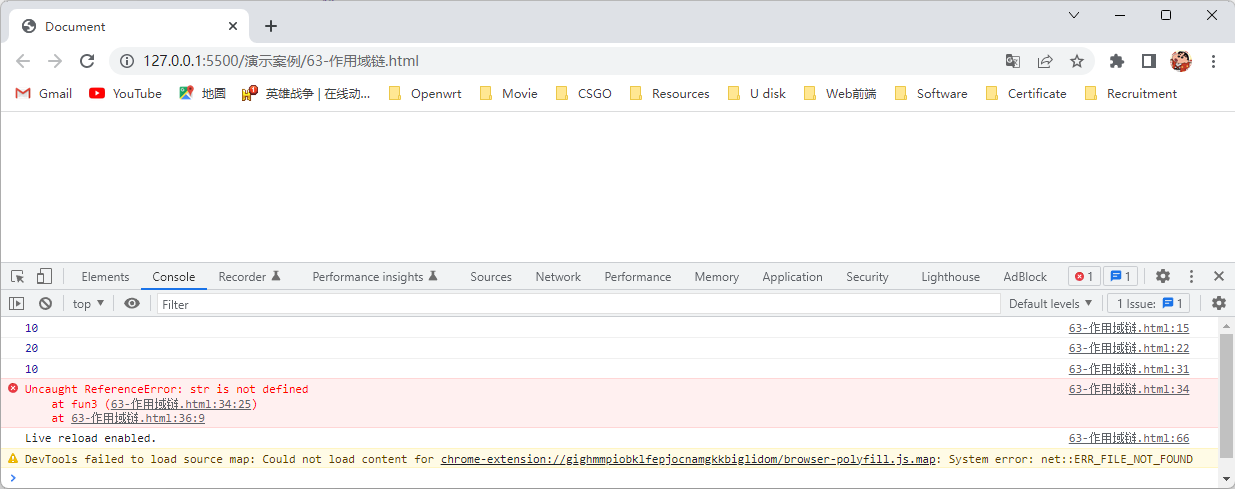 Document
127.0.0.1:5500/演示案例/63-作用域链.html
Gmail YouTube 地图 英雄战争 | 在线动... Openwrt Movie CSGO Resources U disk Web前端 Software Certificate Recruitment
Elements Console Recorder Performance insights Sources Network Performance Memory Application Security Lighthouse AdBlock 1 1
top Filter Default levels 1 Issue: 1
10 63-作用域链.html:15
20 63-作用域链.html:22
10 63-作用域链.html:31
Uncaught ReferenceError: str is not defined 63-作用域链.html:34
at fun3 (63-作用域链.html:34:25)
at 63-作用域链.html:36:9
Live reload enabled. 63-作用域链.html:66
DevTools failed to load source map: Could not load content for chrome-extension://gighmmpiobklfepjocnamgkkbiglidom/browser-polyfill.js.map: System error: net::ERR_FILE_NOT_FOUND